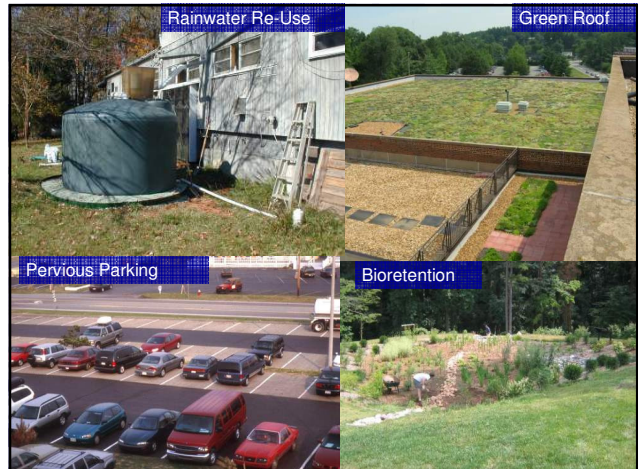 Rainwater Re-Use
Green Roof
Pervious Parking
Bioretention